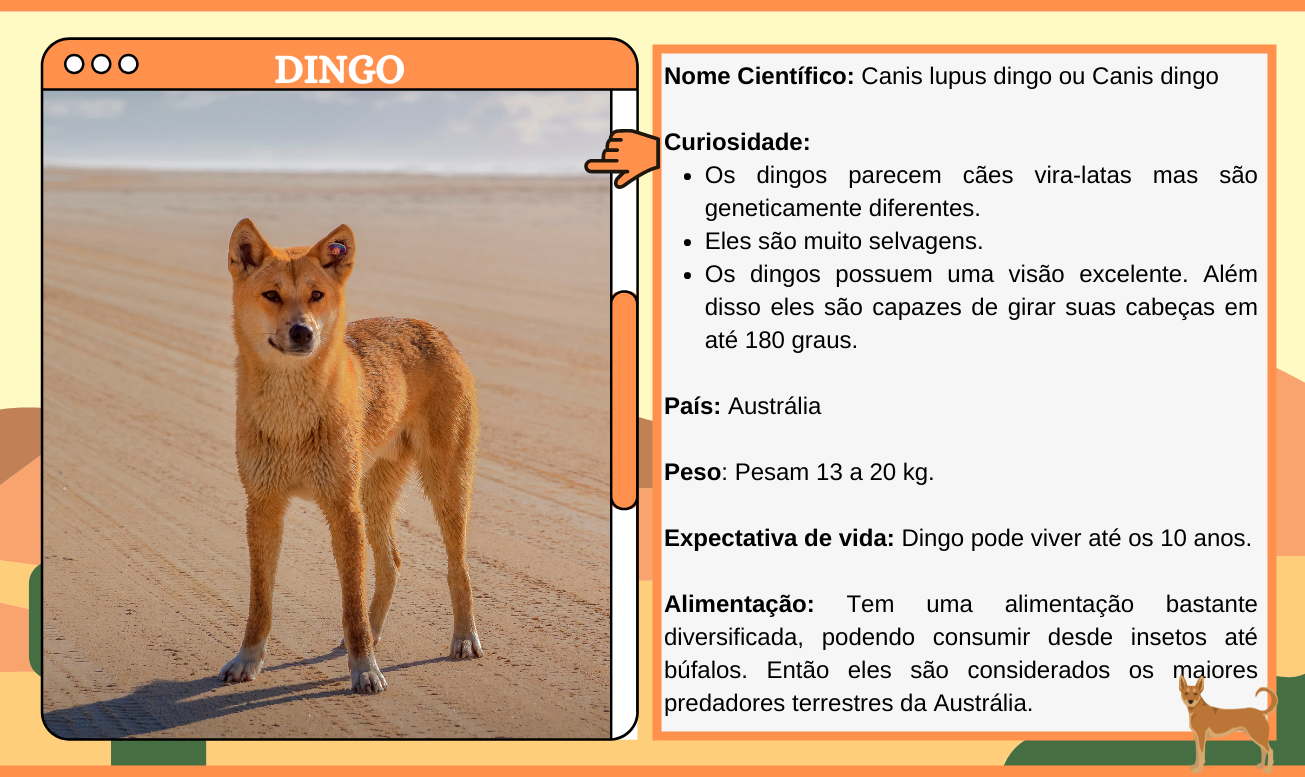 DINGO
Nome Científico: Canis lupus dingo ou Canis dingo
Curiosidade:
• Os dingos parecem cães vira-latas mas são
geneticamente diferentes.
• Eles são muito selvagens.
• Os dingos possuem uma visão excelente. Além
disso eles são capazes de girar suas cabeças em
até 180 graus.
País: Austrália
Peso: Pesam 13 a 20 kg.
Expectativa de vida: Dingo pode viver até os 10 anos.
Alimentação: Tem uma alimentação bastante
diversificada, podendo consumir desde insetos até
búfalos. Então eles são considerados os maiores
predadores terrestres da Austrália.